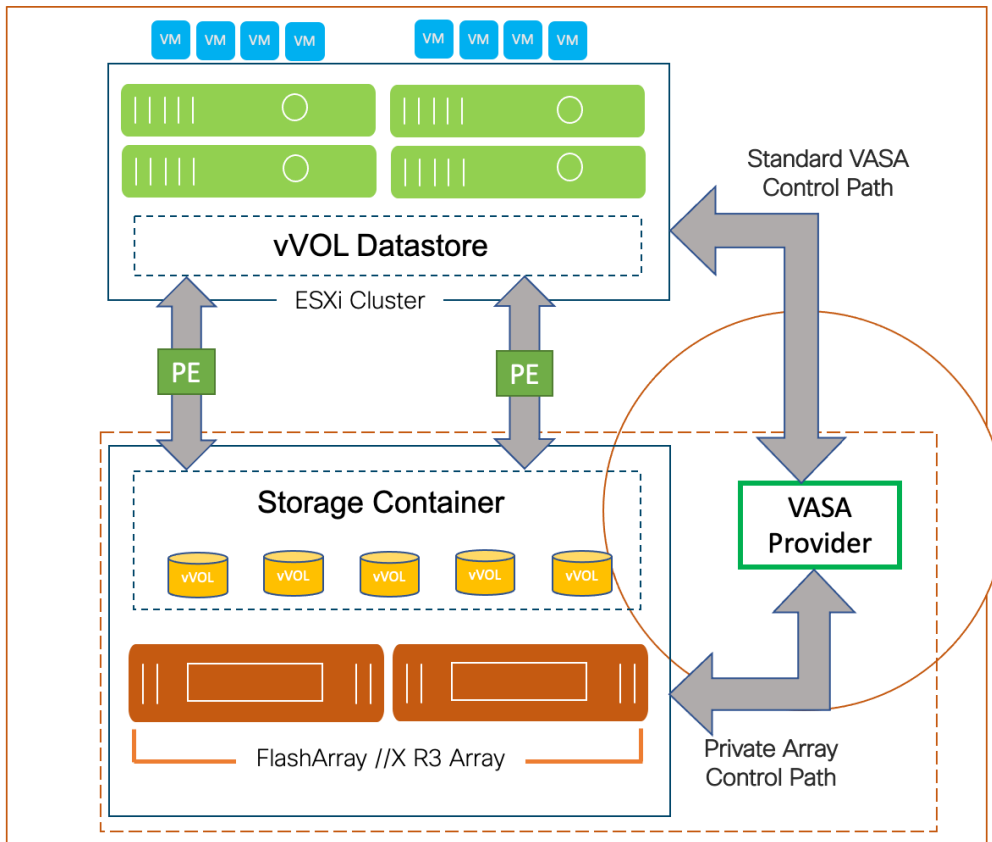 VM VM VM VM VM VM VM VM
Standard VASA
Control Path
vVOL Datastore
ESXi Cluster
PE PE
Storage Container
VASA
Provider
vVOL vVOL vVOL vVOL vVOL
FlashArray //X R3 Array
Private Array
Control Path